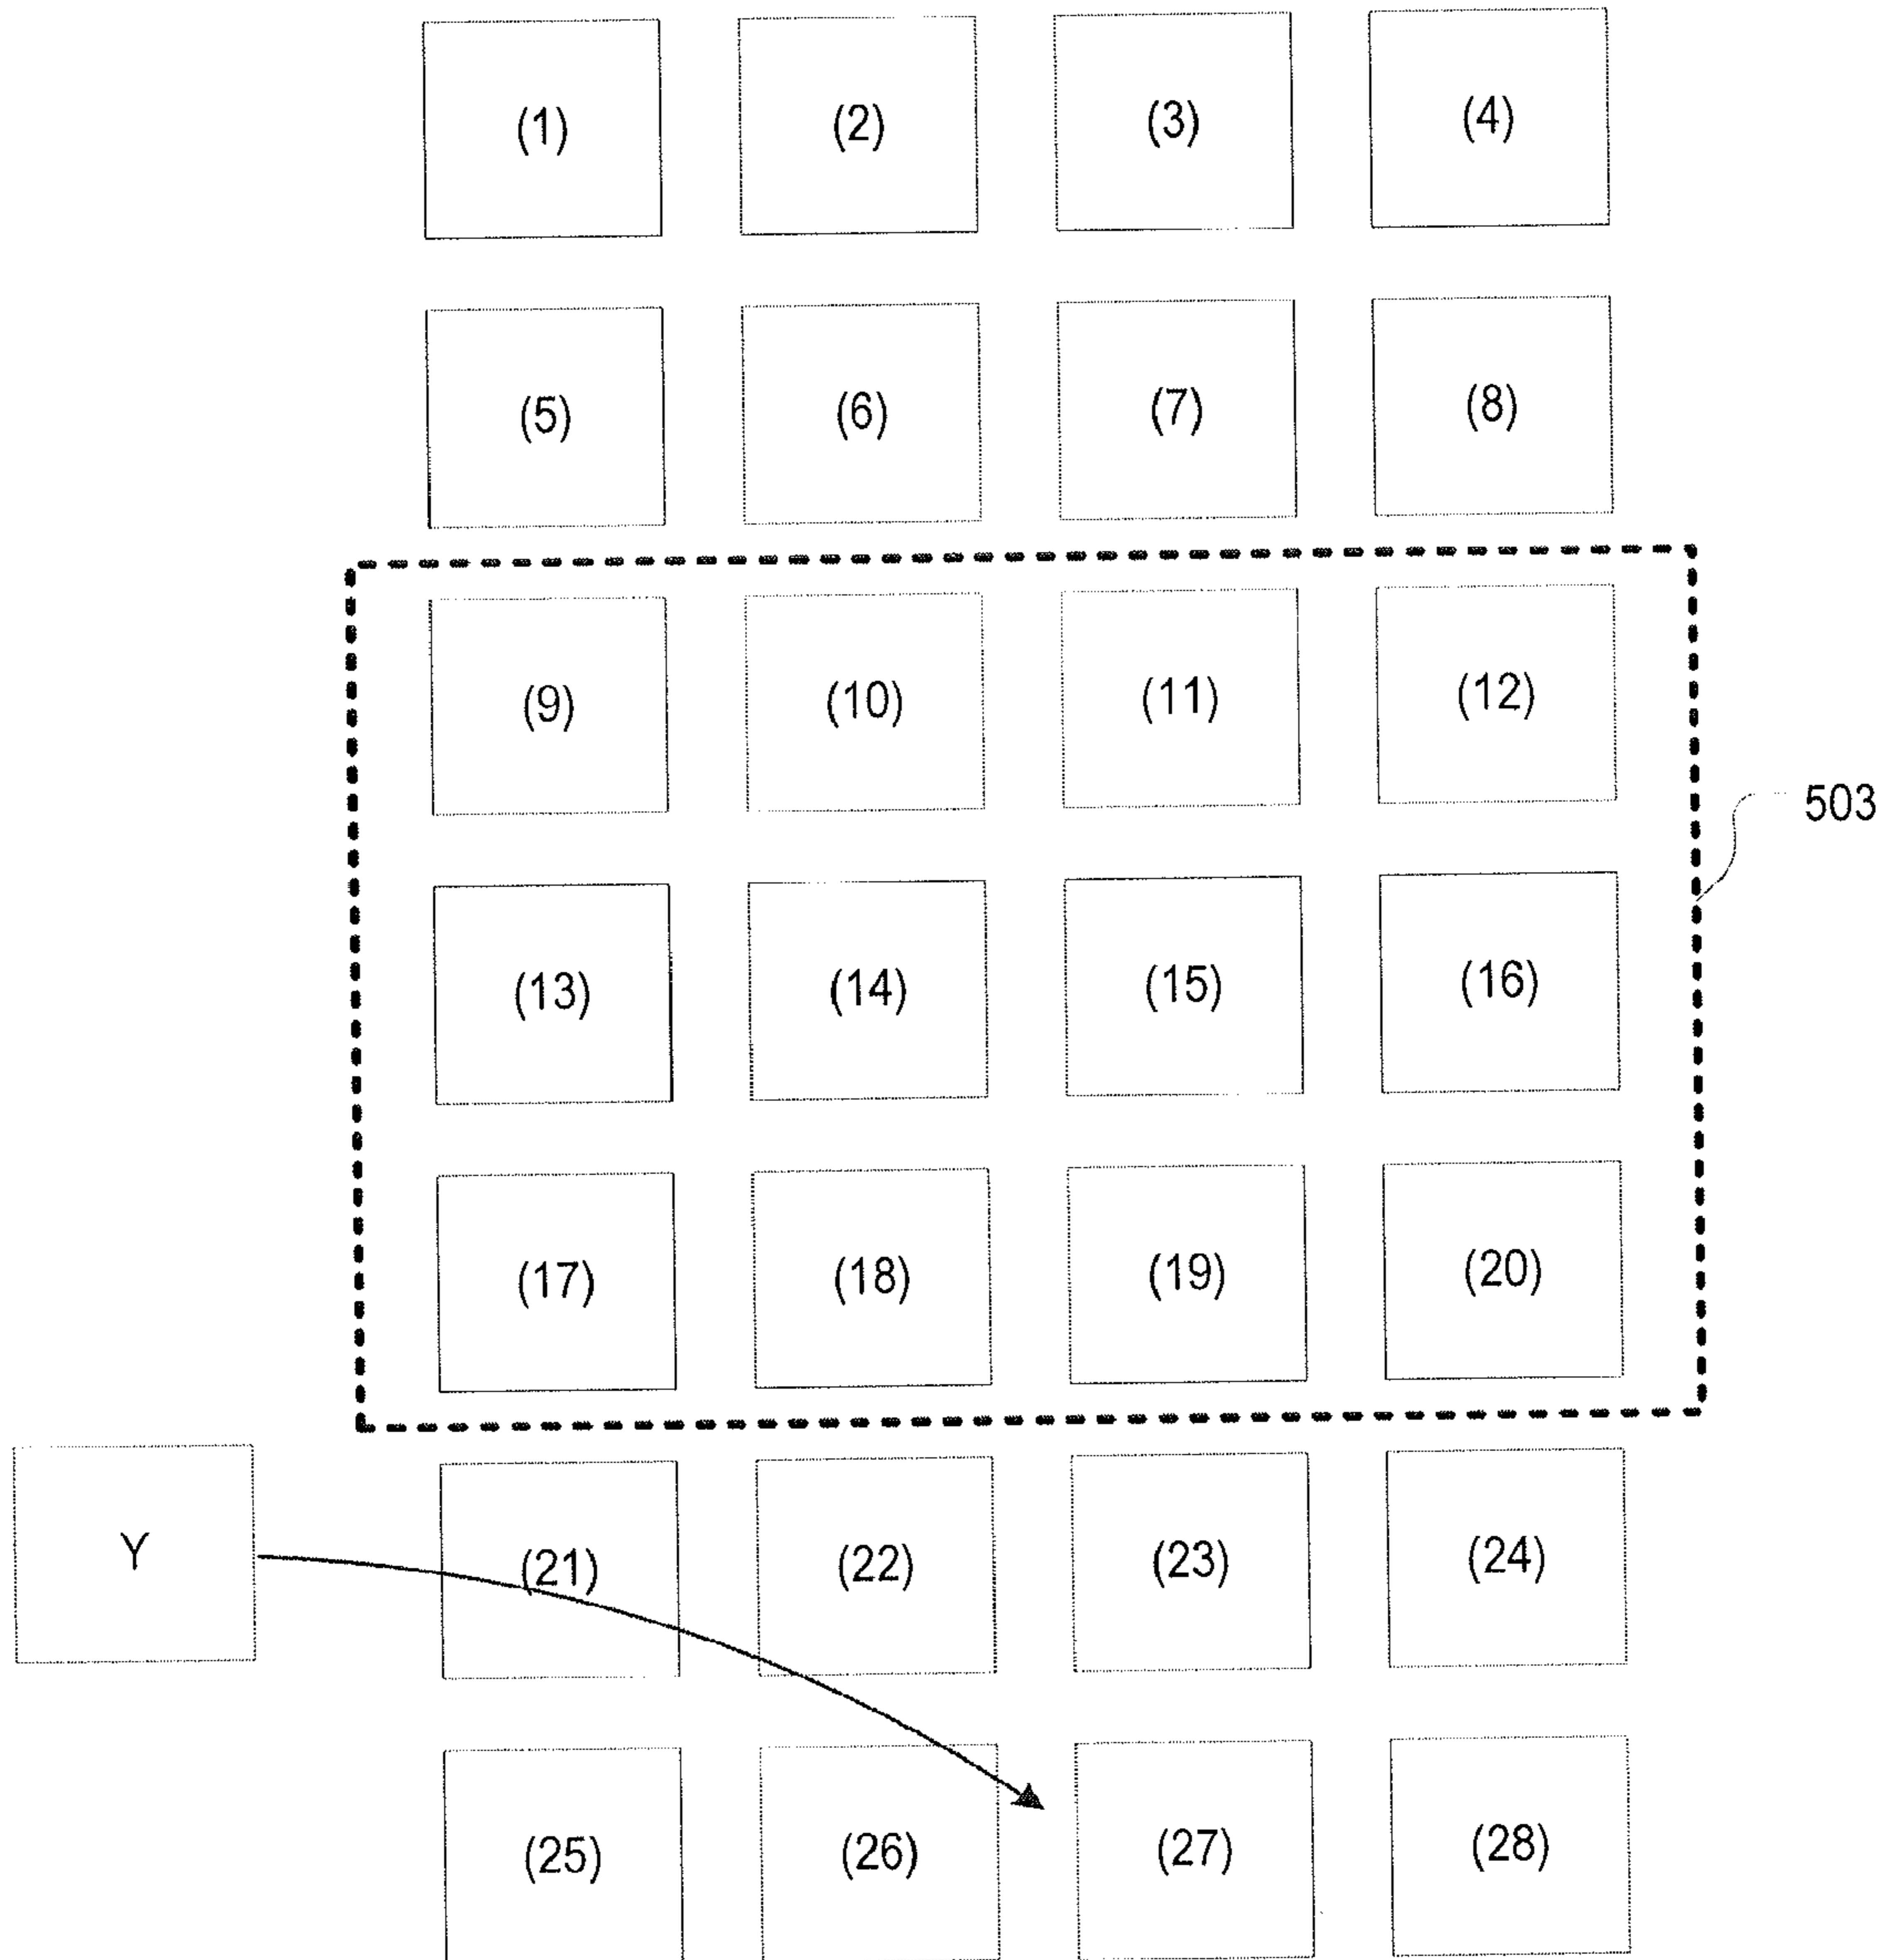 (1) (2) (3) (4)
(5) (6) (7) (8)
(9) (10) (11) (12)
503
(13) (14) (15) (16)
(17) (18) (19) (20)
Y (21) (22) (23) (24)
(25) (26) (27) (28)